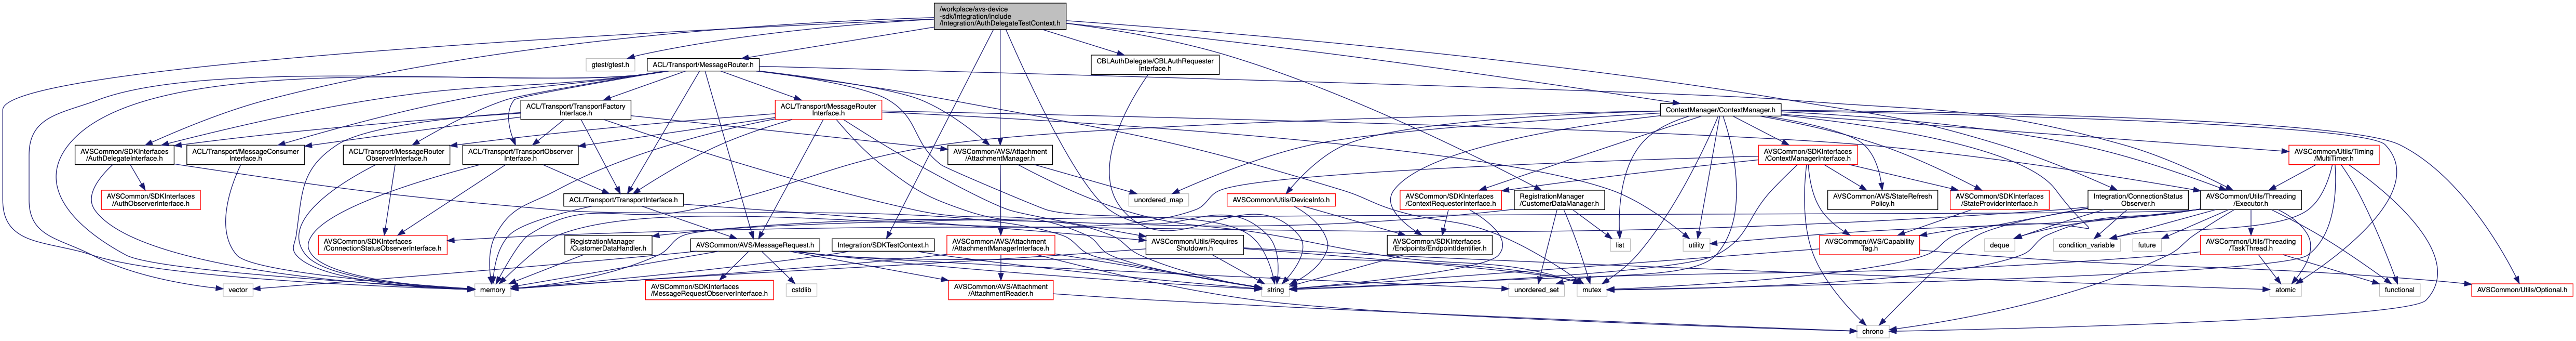 /workplace/avs-device
-sdk/Integration/include
/Integration/AuthDelegateTestContext.h
gtest/gtest.h
ACL/Transport/MessageRouter.h
CBLAuthDelegate/CBLAuthRequester
Interface.h
ACL/Transport/TransportFactory
Interface.h
ACL/Transport/MessageRouter
Interface.h
ContextManager/ContextManager.h
AVSCommon/SDKInterfaces
/AuthDelegateInterface.h
ACL/Transport/MessageConsumer
Interface.h
ACL/Transport/MessageRouter
ObserverInterface.h
ACL/Transport/TransportObserver
Interface.h
AVSCommon/AVS/Attachment
/AttachmentManager.h
AVSCommon/SDKInterfaces
/ContextManagerInterface.h
AVSCommon/Utils/Timing
/MultiTimer.h
AVSCommon/SDKInterfaces
/AuthObserverInterface.h
ACL/Transport/TransportInterface.h
unordered_map
AVSCommon/Utils/DeviceInfo.h
AVSCommon/SDKInterfaces
/ContextRequesterInterface.h
RegistrationManager
/CustomerDataManager.h
AVSCommon/AVS/StateRefresh
Policy.h
AVSCommon/SDKInterfaces
/StateProviderInterface.h
Integration/ConnectionStatus
Observer.h
AVSCommon/Utils/Threading
/Executor.h
AVSCommon/SDKInterfaces
/ConnectionStatusObserverInterface.h
RegistrationManager
/CustomerDataHandler.h
AVSCommon/AVS/MessageRequest.h
Integration/SDKTestContext.h
AVSCommon/AVS/Attachment
/AttachmentManagerInterface.h
AVSCommon/Utils/Requires
Shutdown.h
AVSCommon/SDKInterfaces
/Endpoints/EndpointIdentifier.h
list
utility
AVSCommon/AVS/Capability
Tag.h
deque
condition_variable
future
AVSCommon/Utils/Threading
/TaskThread.h
vector
memory
AVSCommon/SDKInterfaces
/MessageRequestObserverInterface.h
cstdlib
AVSCommon/AVS/Attachment
/AttachmentReader.h
string
unordered_set
mutex
atomic
functional
AVSCommon/Utils/Optional.h
chrono